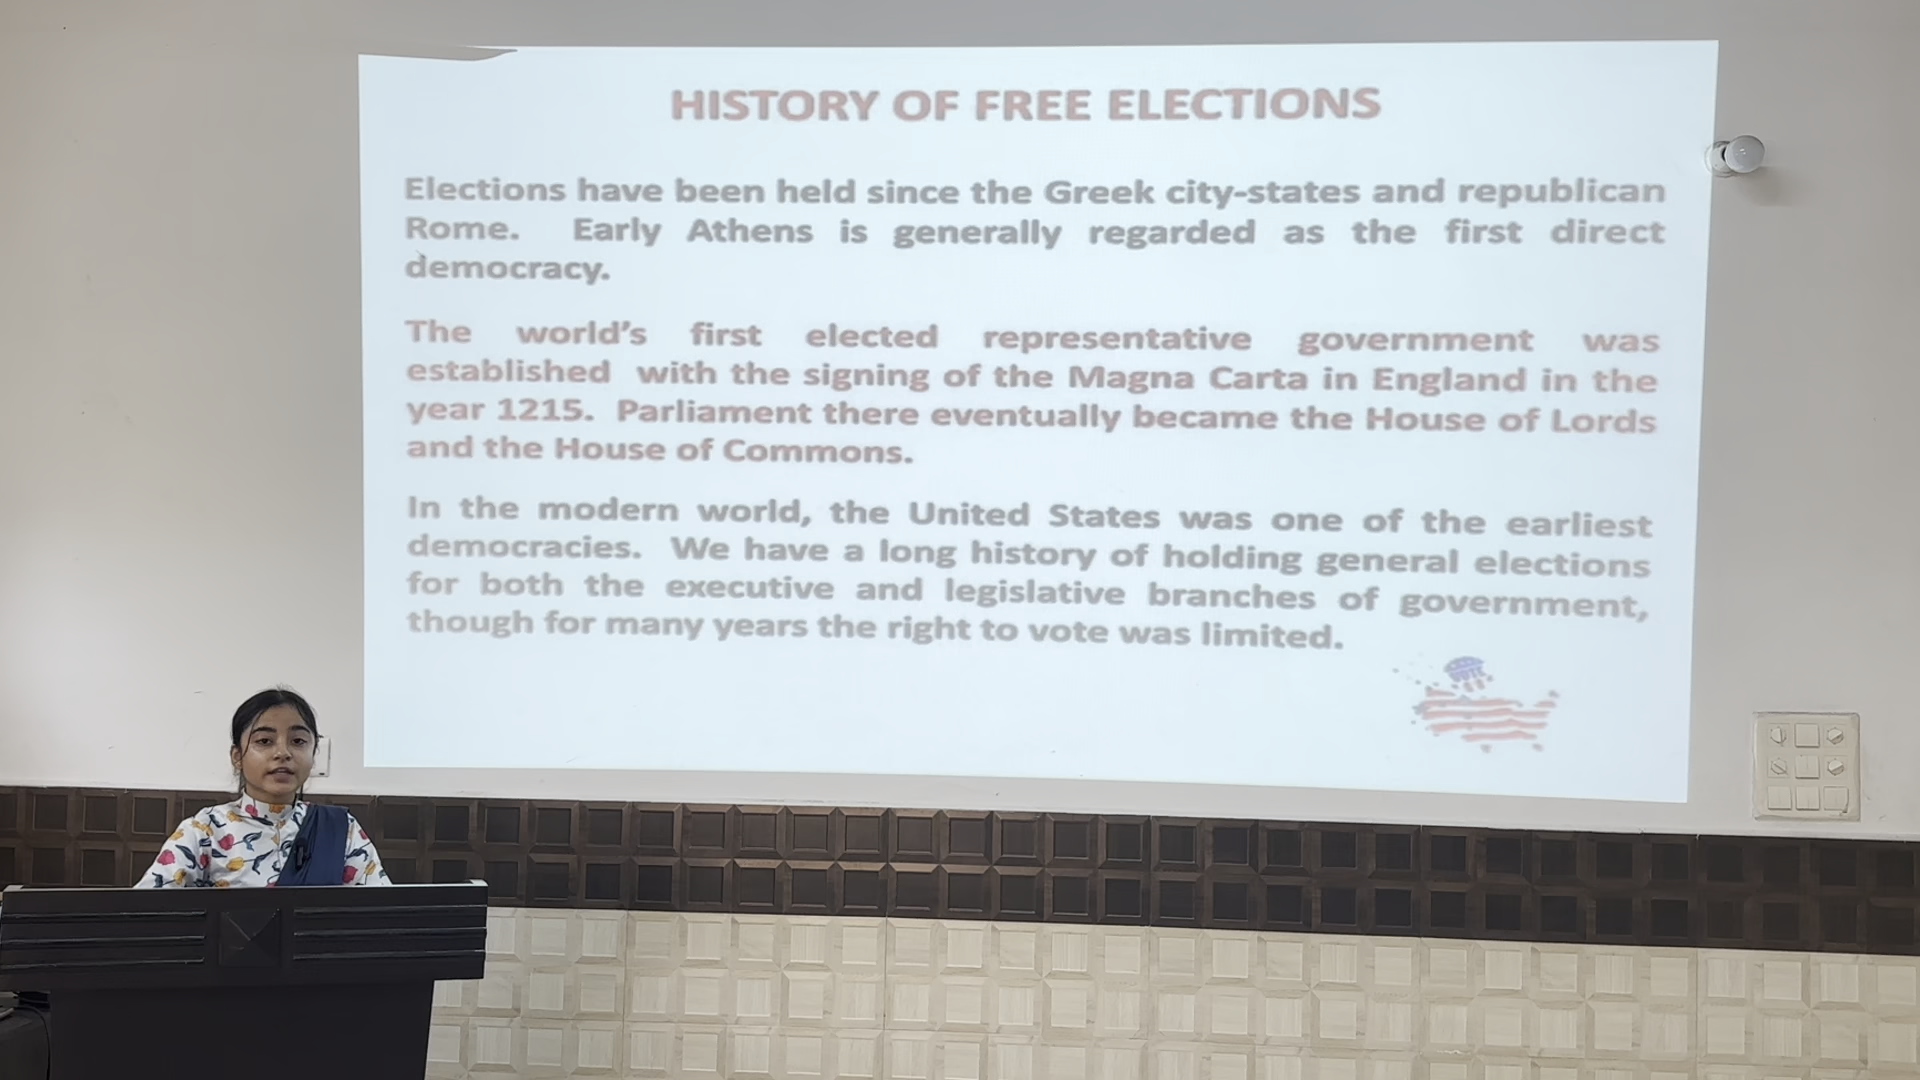 HISTORY OF FREE ELECTIONS
Elections have been held since the Greek city-states and republican
Rome. Early Athens is generally regarded as the first direct
democracy.
The world's first elected representative government was
established with the signing of the Magna Carta in England in the
year 1215. Parliament there eventually became the House of Lords
and the House of Commons.
In the modern world, the United States was one of the earliest
democracies. We have a long history of holding general elections
for both the executive and legislative branches of government,
though for many years the right to vote was limited.
VOTE